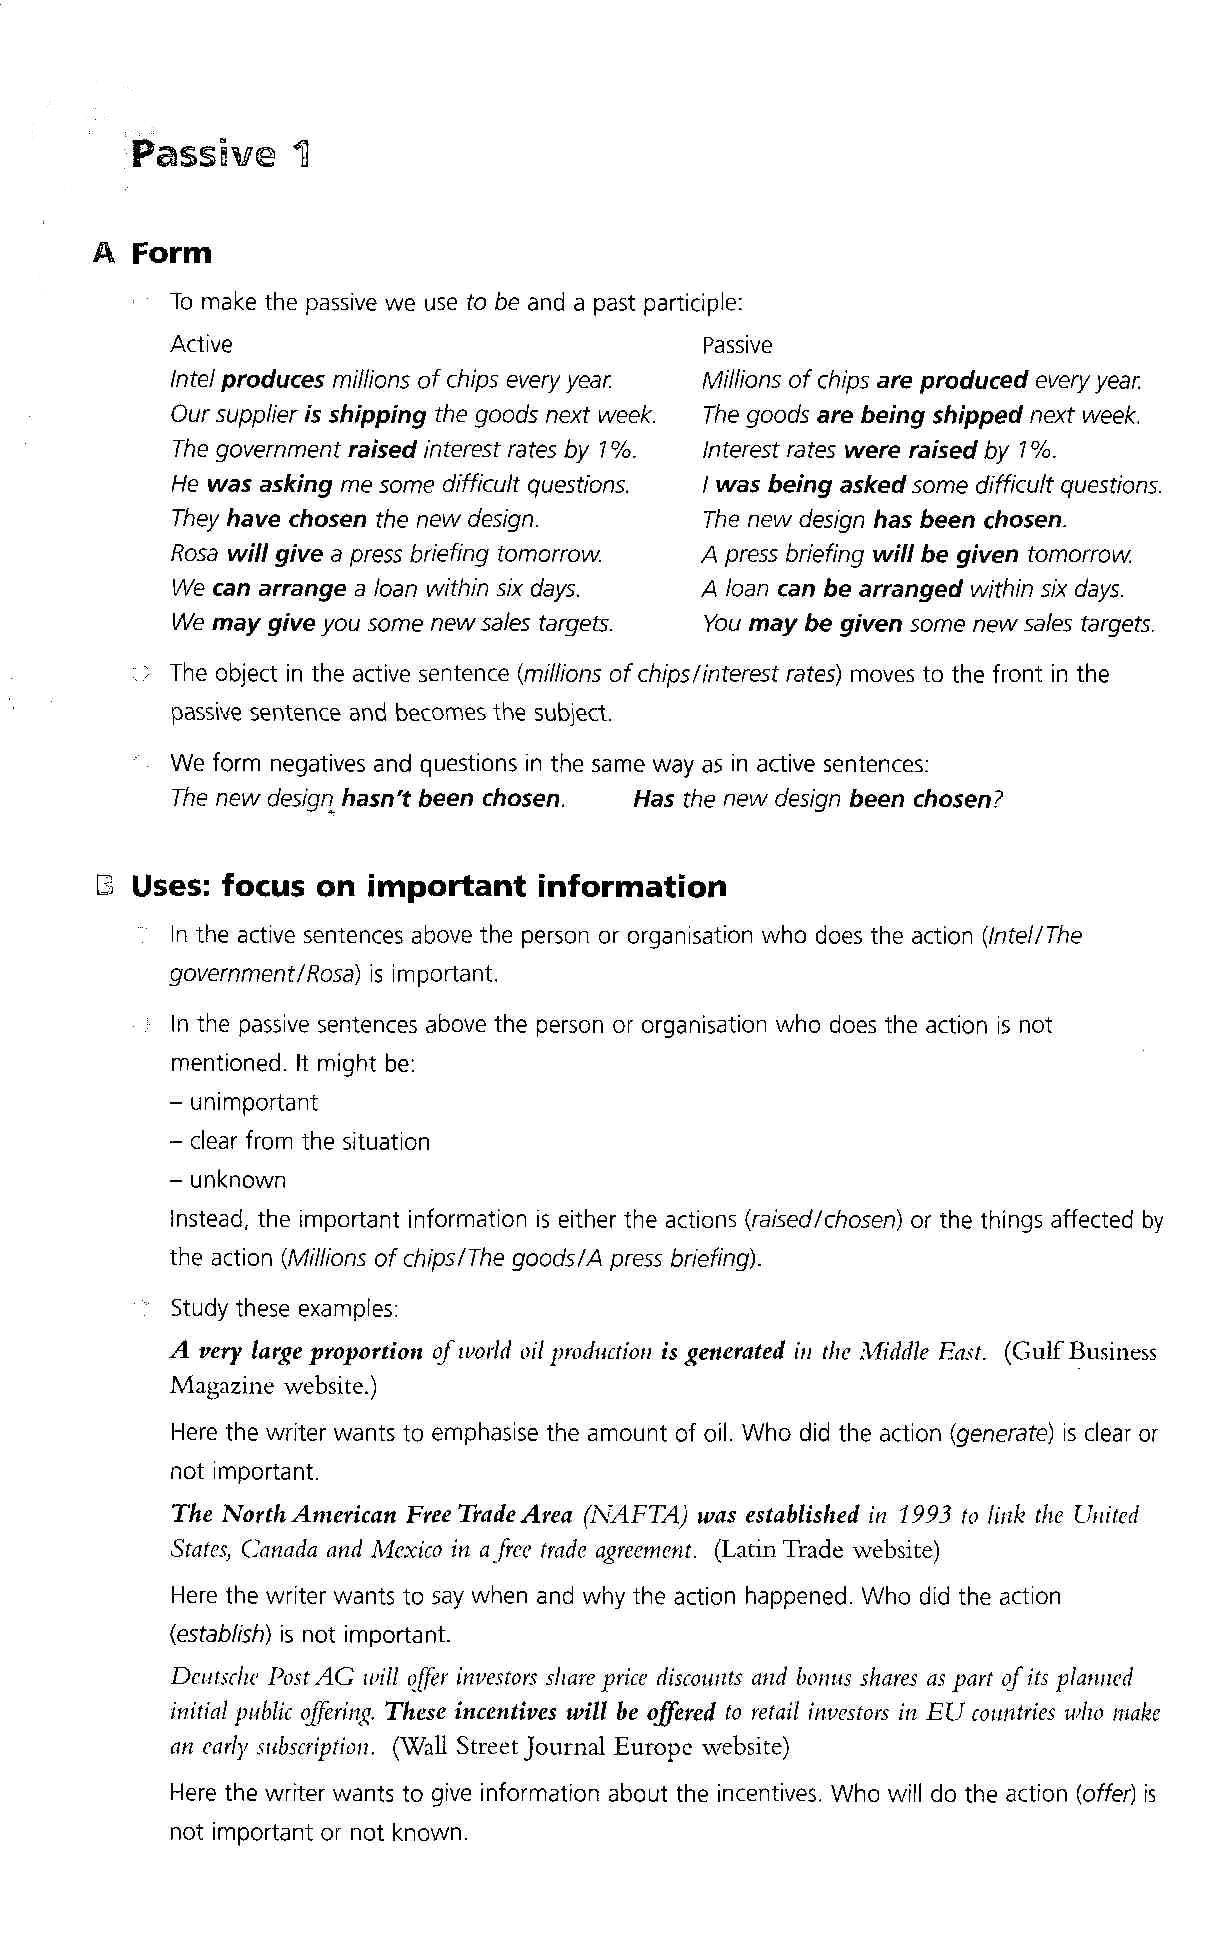 Passive 1
A Form
To make the passive we use to be and a past participle:
Active Passive
Intel produces millions of chips every year. Millions of chips are produced every year.
Our supplier is shipping the goods next week. The goods are being shipped next week.
The government raised interest rates by 1%. Interest rates were raised by 1%.
He was asking me some difficult questions. I was being asked some difficult questions.
They have chosen the new design. The new design has been chosen.
Rosa will give a press briefing tomorrow. A press briefing will be given tomorrow.
We can arrange a loan within six days. A loan can be arranged within six days.
We may give you some new sales targets. You may be given some new sales targets.
The object in the active sentence (millions of chips/interest rates) moves to the front in the
passive sentence and becomes the subject.
We form negatives and questions in the same way as in active sentences:
The new design hasn't been chosen. Has the new design been chosen?
B Uses: focus on important information
In the active sentences above the person or organisation who does the action (Intel/The
government/Rosa) is important.
In the passive sentences above the person or organisation who does the action is not
mentioned. It might be:
– unimportant
– clear from the situation
– unknown
Instead, the important information is either the actions (raised/chosen) or the things affected by
the action (Millions of chips/The goods/A press briefing).
Study these examples:
A very large proportion of world oil production is generated in the Middle East. (Gulf Business
Magazine website.)
Here the writer wants to emphasise the amount of oil. Who did the action (generate) is clear or
not important.
The North American Free Trade Area (NAFTA) was established in 1993 to link the United
States, Canada and Mexico in a free trade agreement. (Latin Trade website)
Here the writer wants to say when and why the action happened. Who did the action
(establish) is not important.
Deutsche Post AG will offer investors share price discounts and bonus shares as part of its planned
initial public offering. These incentives will be offered to retail investors in EU countries who make
an early subscription. (Wall Street Journal Europe website)
Here the writer wants to give information about the incentives. Who will do the action (offer) is
not important or not known.